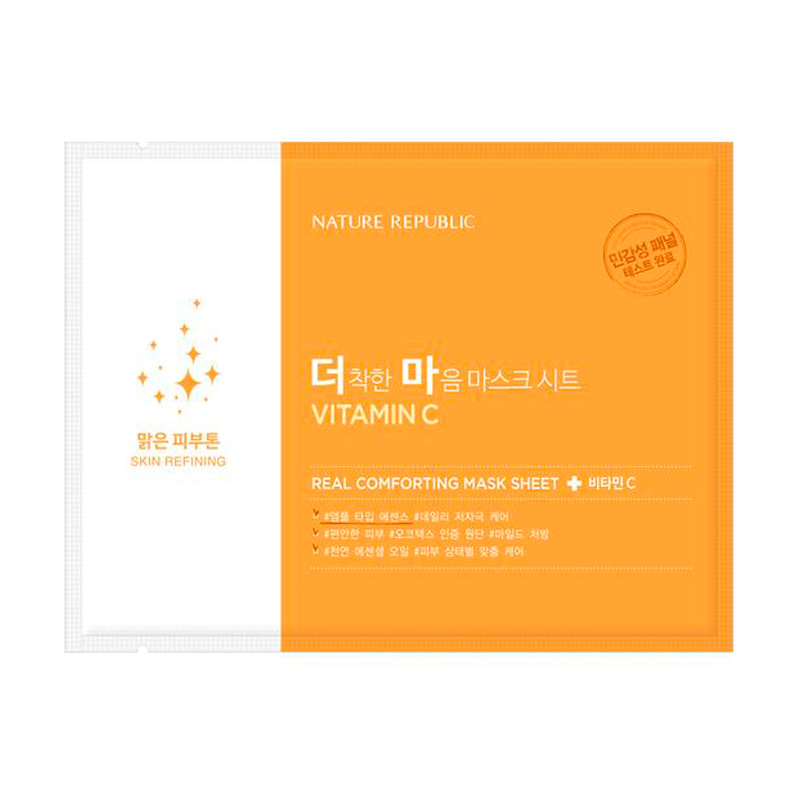 NATURE REPUBLIC
민감성 패널
테스트 완료
더 착한 마음 마스크 시트
VITAMIN C
맑은 피부톤
SKIN REFINING
REAL COMFORTING MASK SHEET + 비타민 C
#앰플 타입 에센스 #데일리 저자극 케어
#편안한 피부 #오코텍스 인증 원단 #마일드 처방
#천연 에센셜 오일 #피부 상태별 맞춤 케어